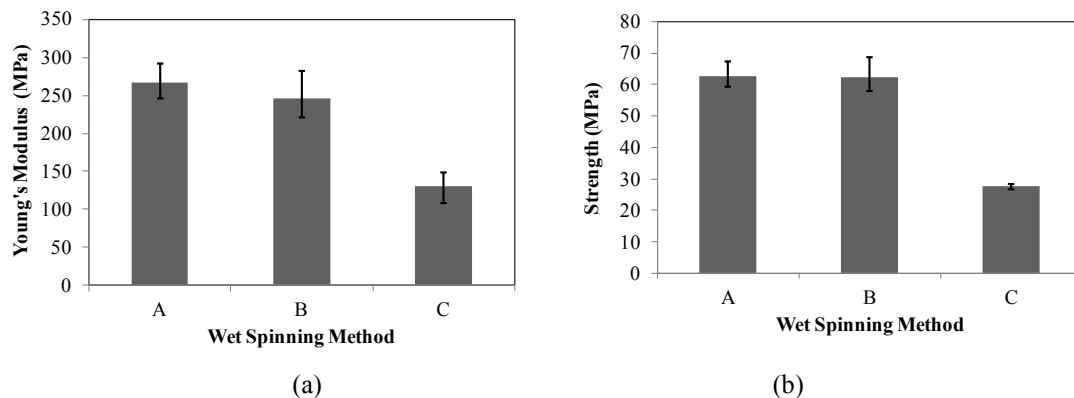 350
300
250
200
150
100
50
0
Young's Modulus (MPa)
A B C
Wet Spinning Method
(a)
80
70
60
50
40
30
20
10
0
Strength (MPa)
A B C
Wet Spinning Method
(b)